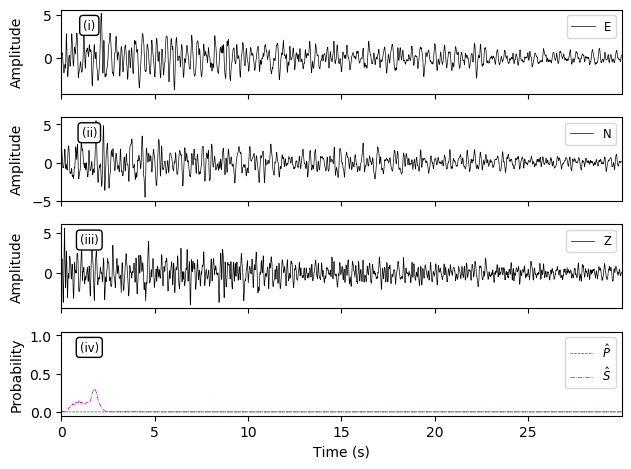 5
0
Amplitude
(i)
E
5
0
−5
Amplitude
(ii)
N
5
0
Amplitude
(iii)
Z
1.0
0.5
0.0
Probability
(iv)
P̂
Ŝ
0 5 10 15 20 25
Time (s)